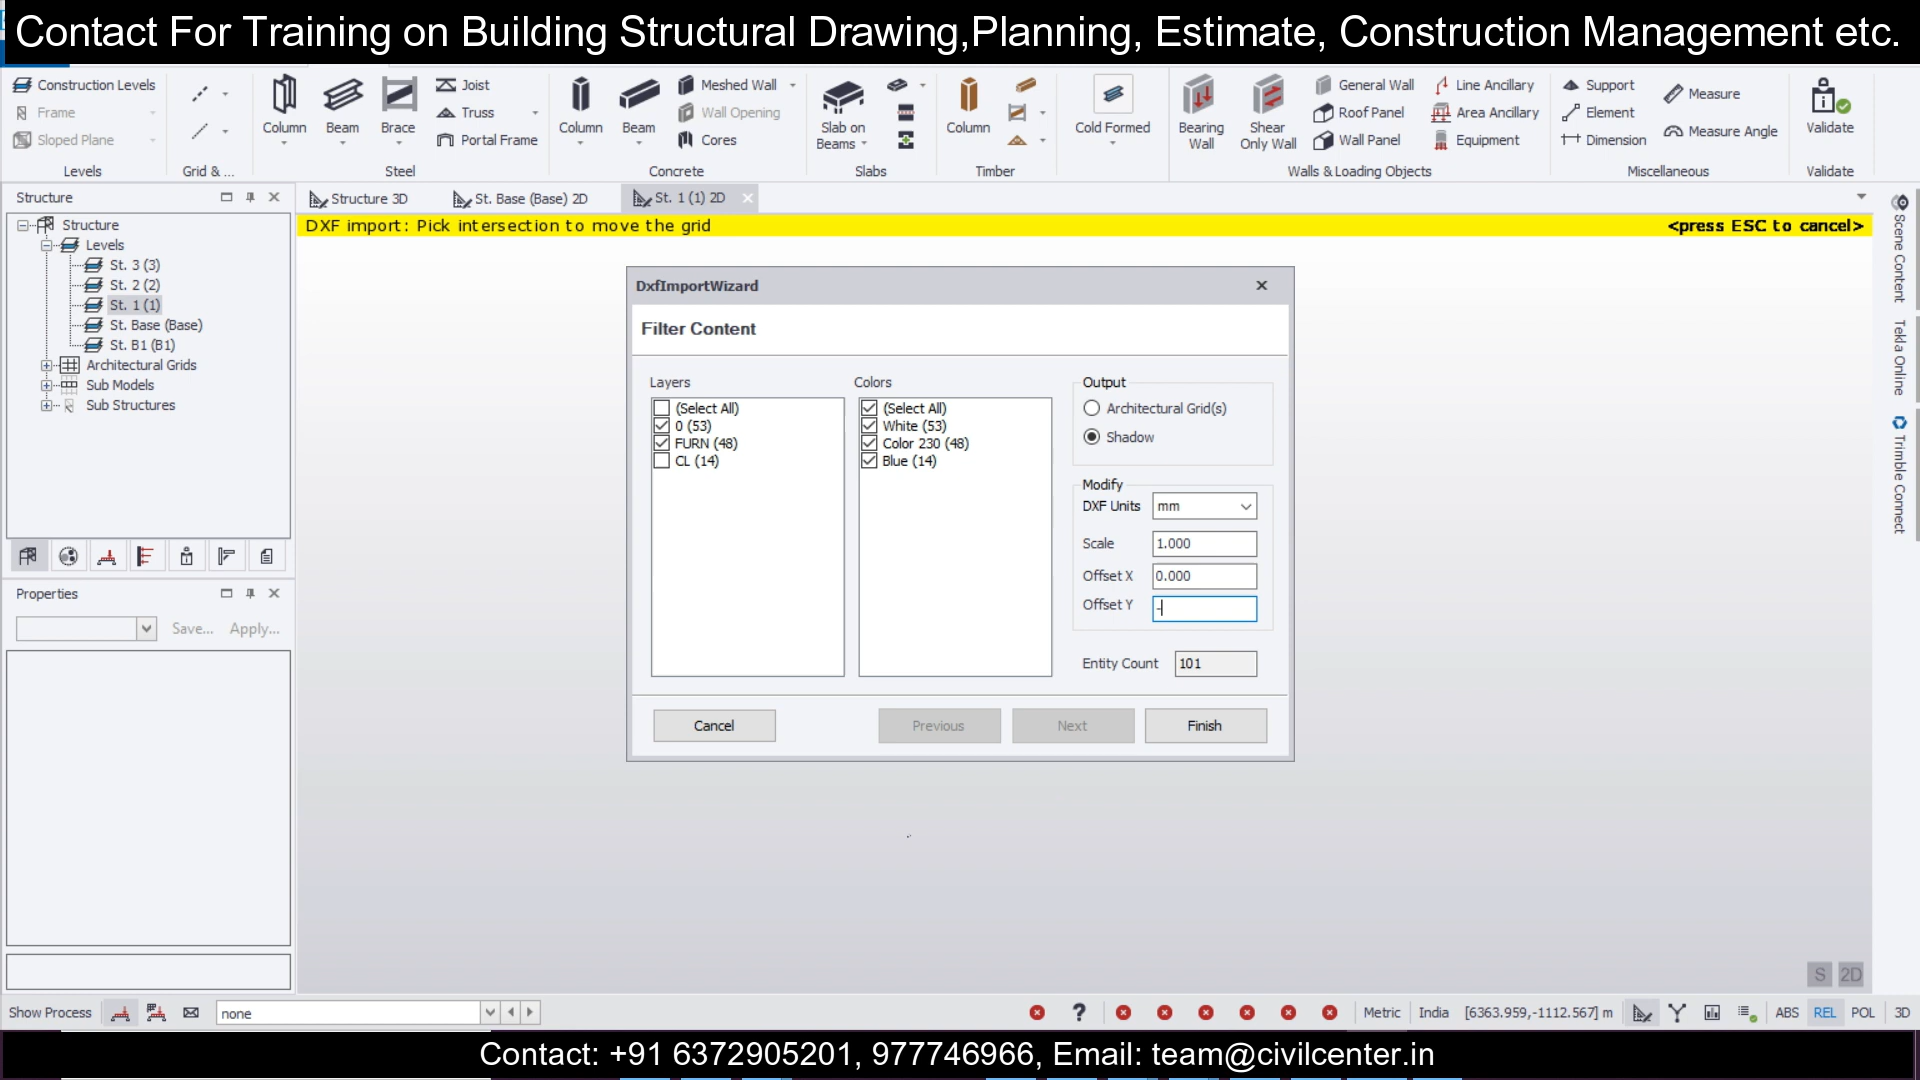 Contact For Training on Building Structural Drawing,Planning, Estimate, Construction Management etc.
Construction Levels
Frame
Sloped Plane
Levels
Grid & ...
Column
Beam
Brace
Joist
Truss
Portal Frame
Steel
Column
Beam
Meshed Wall
Wall Opening
Cores
Concrete
Slab on
Beams
Slabs
Column
Timber
Cold Formed
Bearing
Wall
Shear
Only Wall
General Wall
Roof Panel
Wall Panel
Line Ancillary
Area Ancillary
Equipment
Walls & Loading Objects
Support
Element
Dimension
Measure
Measure Angle
Miscellaneous
Validate
Validate
Structure
Structure
Levels
St. 3 (3)
St. 2 (2)
St. 1 (1)
St. Base (Base)
St. B1 (B1)
Architectural Grids
Sub Models
Sub Structures
Properties
Save...
Apply...
Structure 3D
St. Base (Base) 2D
St. 1 (1) 2D
DXF import: Pick intersection to move the grid
<press ESC to cancel>
DxfImportWizard
Filter Content
Layers
(Select All)
0 (53)
FURN (48)
CL (14)
Colors
(Select All)
White (53)
Color 230 (48)
Blue (14)
Output
Architectural Grid(s)
Shadow
Modify
DXF Units mm
Scale 1.000
Offset X 0.000
Offset Y -
Entity Count 101
Cancel
Previous
Next
Finish
Scene Content
Tekla Online
Trimble Connect
S 2D
Show Process
none
Metric
India
[6363.959,-1112.567] m
ABS
REL
POL
3D
Contact: +91 6372905201, 977746966, Email: team@civilcenter.in